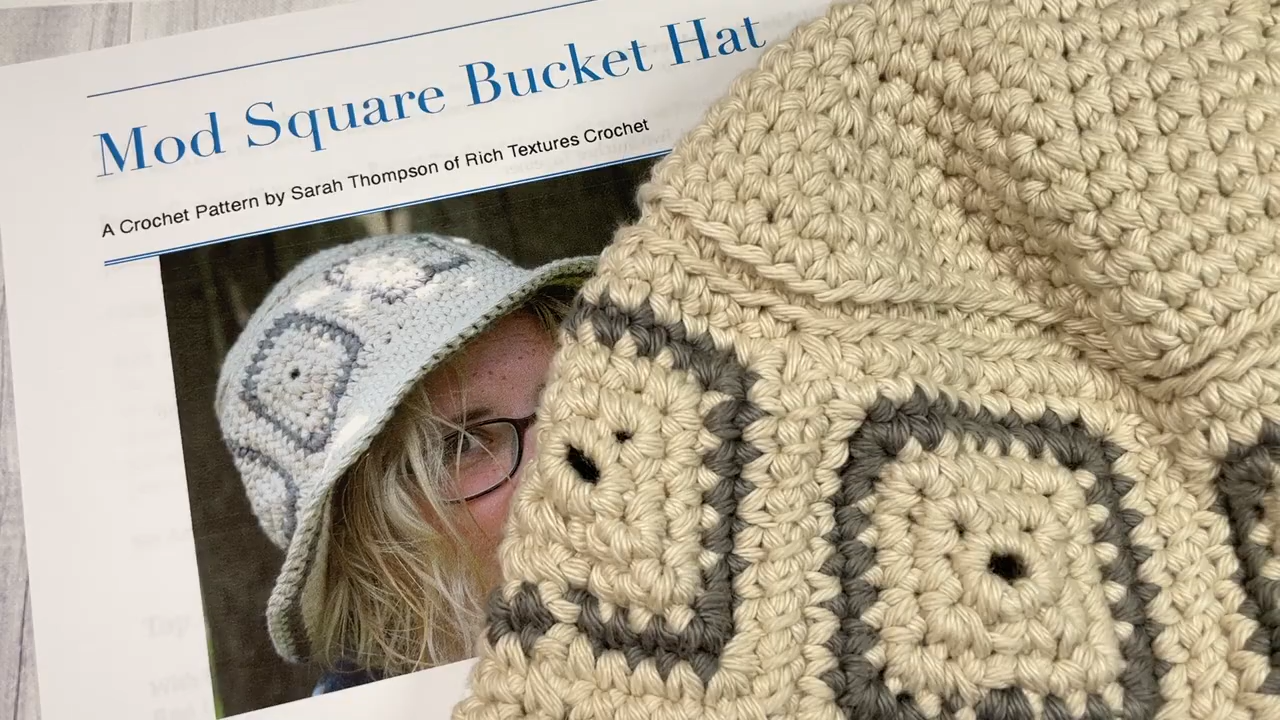 Mod Square Bucket Hat
A Crochet Pattern by Sarah Thompson of Rich Textures Crochet